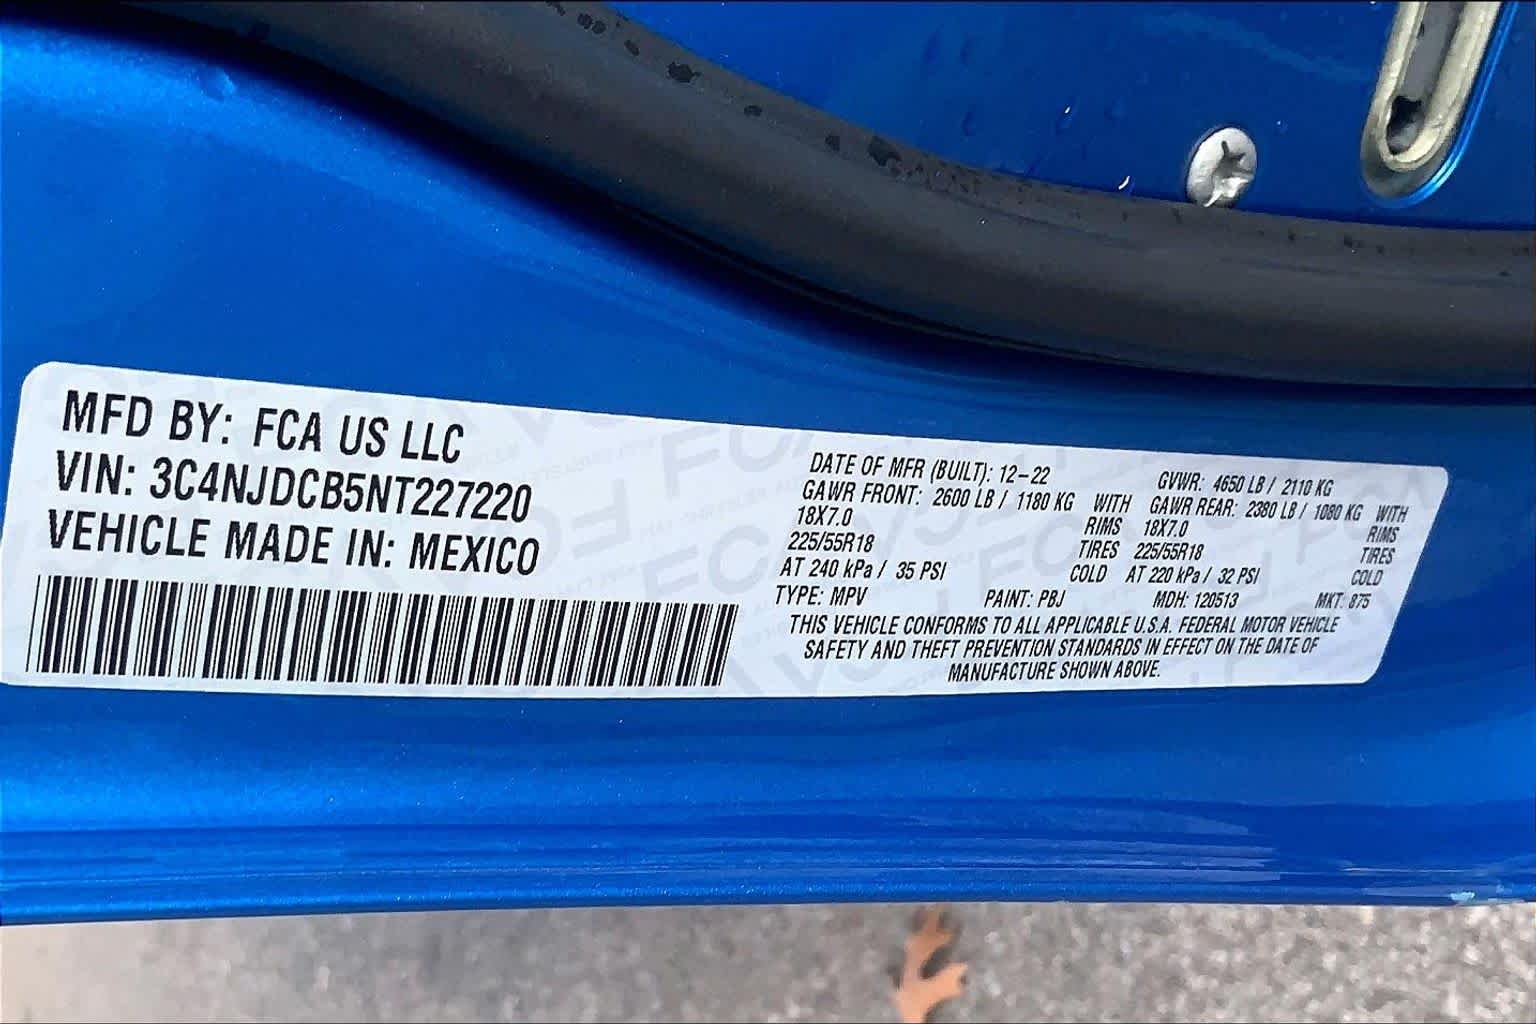 MFD BY: FCA US LLC
VIN: 3C4NJDCB5NT227220
VEHICLE MADE IN: MEXICO
DATE OF MFR (BUILT): 12-22 GVWR: 4650 LB / 2110 KG
GAWR FRONT: 2600 LB / 1180 KG WITH GAWR REAR: 2380 LB / 1080 KG WITH
18X7.0 RIMS 18X7.0 RIMS
225/55R18 TIRES 225/55R18 TIRES
AT 240 kPa / 35 PSI COLD AT 220 kPa / 32 PSI COLD
TYPE: MPV PAINT: PBJ MDH: 120513 MKT: 875
THIS VEHICLE CONFORMS TO ALL APPLICABLE U.S.A. FEDERAL MOTOR VEHICLE
SAFETY AND THEFT PREVENTION STANDARDS IN EFFECT ON THE DATE OF
MANUFACTURE SHOWN ABOVE.